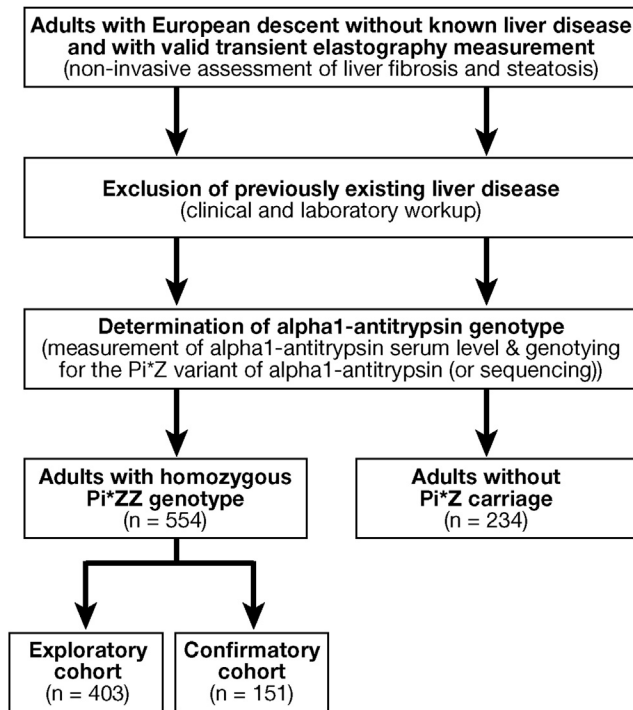 Adults with European descent without known liver disease
and with valid transient elastography measurement
(non-invasive assessment of liver fibrosis and steatosis)
Exclusion of previously existing liver disease
(clinical and laboratory workup)
Determination of alpha1-antitrypsin genotype
(measurement of alpha1-antitrypsin serum level & genotying
for the Pi*Z variant of alpha1-antitrypsin (or sequencing))
Adults with homozygous
Pi*ZZ genotype
(n = 554)
Adults without
Pi*Z carriage
(n = 234)
Exploratory
cohort
(n = 403)
Confirmatory
cohort
(n = 151)